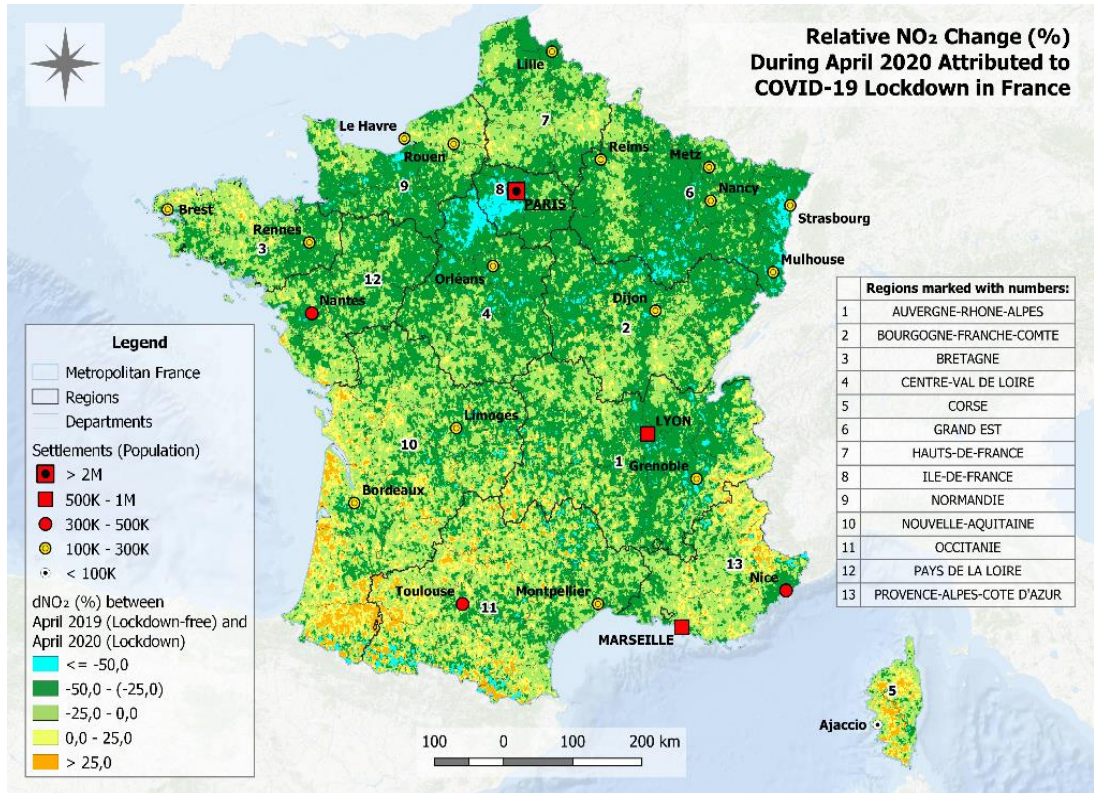 Relative NO₂ Change (%)
During April 2020 Attributed to
COVID-19 Lockdown in France
Lille
7
Le Havre
Rouen
Reims
Metz
9
8
PARIS
6
Nancy
Strasbourg
Brest
Rennes
3
12
Orléans
Mulhouse
Nantes
4
Dijon
2
Limoges
LYON
10
1
Grenoble
Bordeaux
13
Nice
Toulouse
11
Montpellier
MARSEILLE
5
Ajaccio
Regions marked with numbers:
1 AUVERGNE-RHONE-ALPES
2 BOURGOGNE-FRANCHE-COMTE
3 BRETAGNE
4 CENTRE-VAL DE LOIRE
5 CORSE
6 GRAND EST
7 HAUTS-DE-FRANCE
8 ILE-DE-FRANCE
9 NORMANDIE
10 NOUVELLE-AQUITAINE
11 OCCITANIE
12 PAYS DE LA LOIRE
13 PROVENCE-ALPES-COTE D'AZUR
Legend
Metropolitan France
Regions
Departments
Settlements (Population)
> 2M
500K - 1M
300K - 500K
100K - 300K
< 100K
dNO₂ (%) between
April 2019 (Lockdown-free) and
April 2020 (Lockdown)
<= -50,0
-50,0 - (-25,0)
-25,0 - 0,0
0,0 - 25,0
> 25,0
100 0 100 200 km